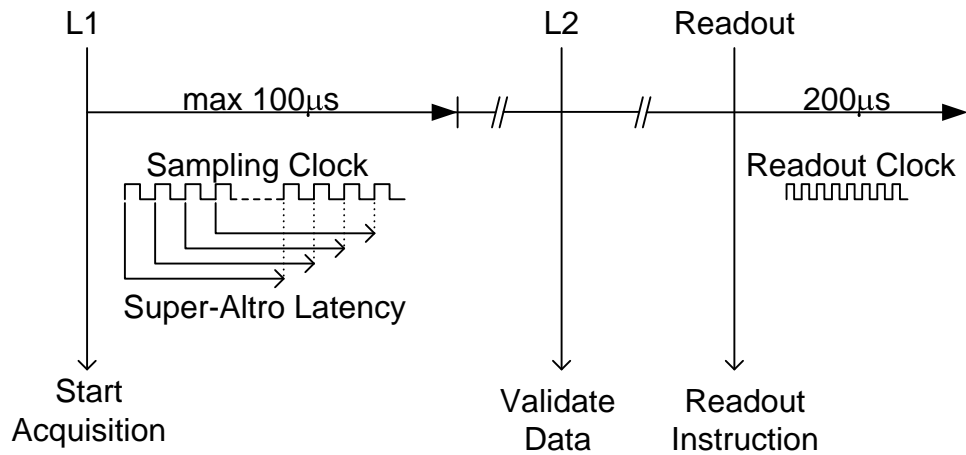 L1
L2
Readout
max 100μs
200μs
Sampling Clock
Readout Clock
Super-Altro Latency
Start
Acquisition
Validate
Data
Readout
Instruction